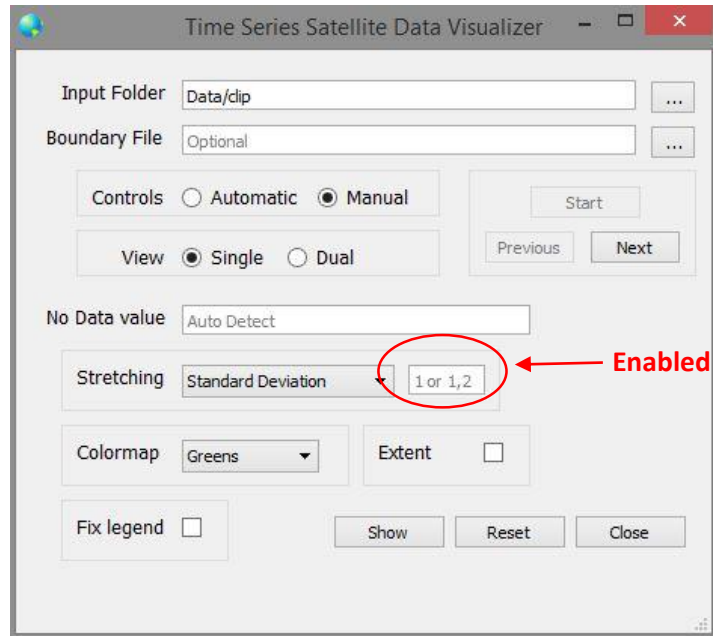 Time Series Satellite Data Visualizer
Input Folder Data/clip ...
Boundary File Optional ...
Controls Automatic Manual Start
View Single Dual Previous Next
No Data value Auto Detect
Stretching Standard Deviation 1 or 1,2 Enabled
Colormap Greens Extent
Fix legend Show Reset Close